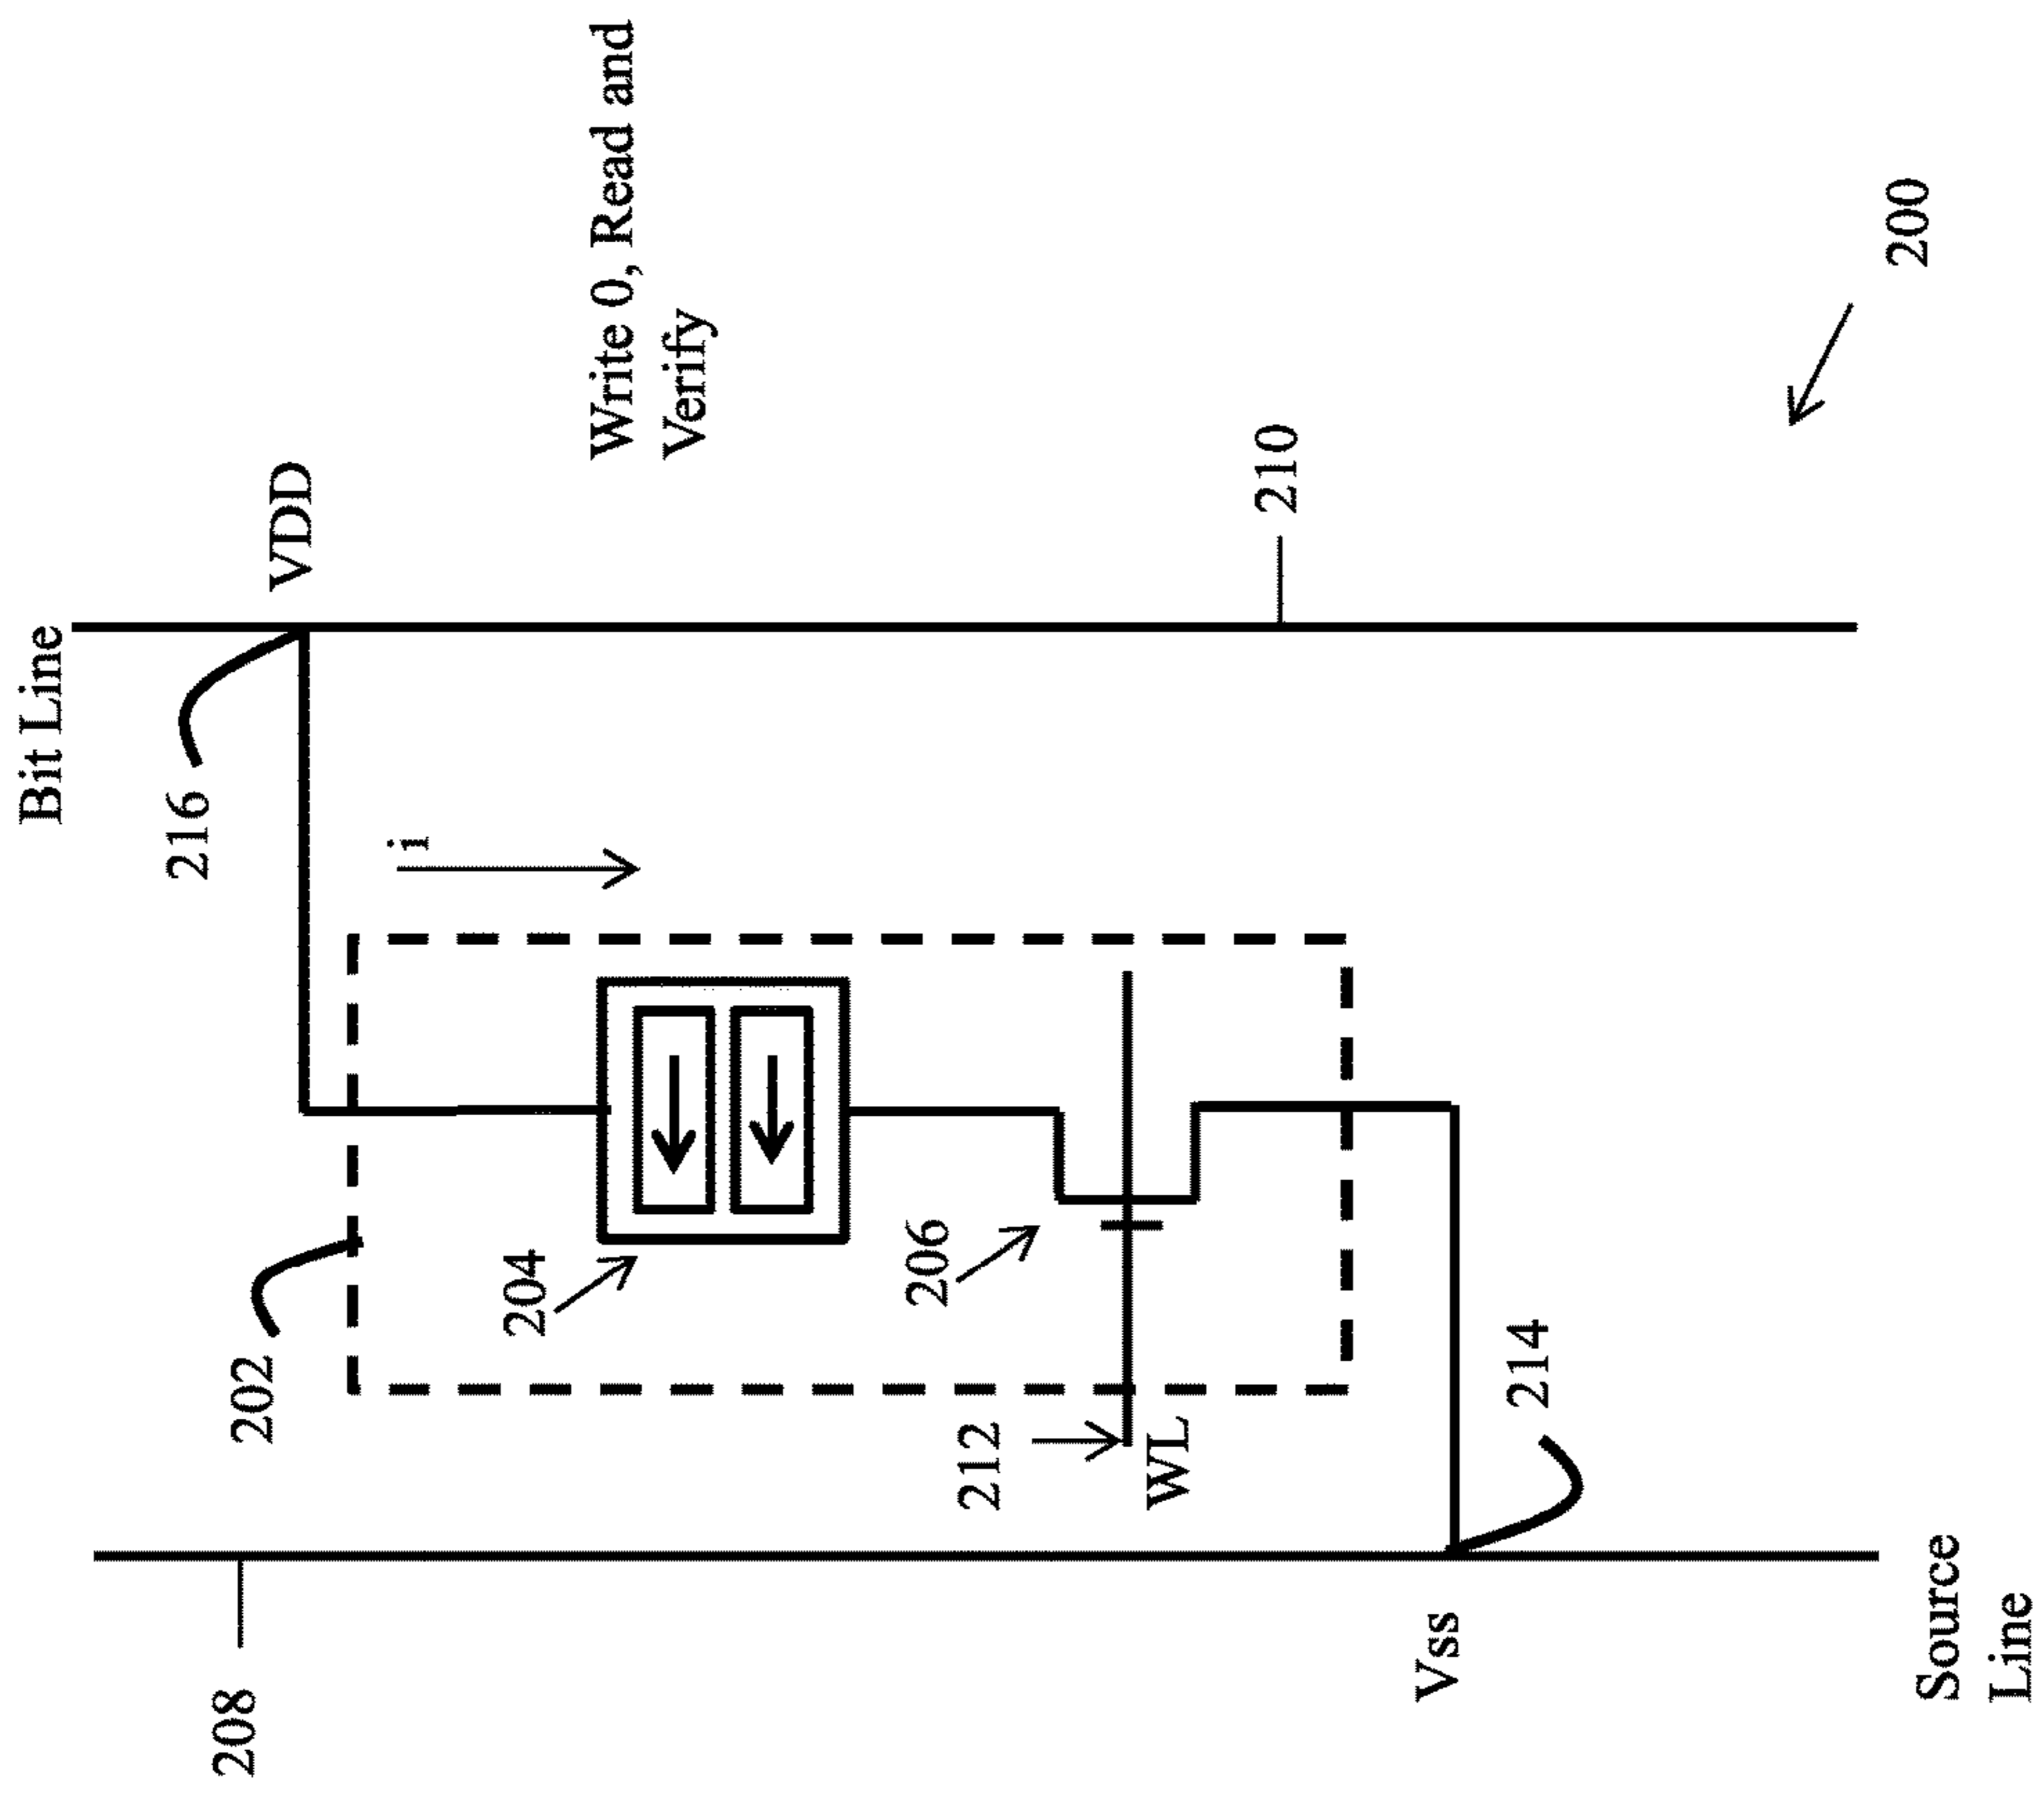 Bit Line
216
VDD
i
Write 0, Read and
Verify
202
204
206
210
212
WL
214
208
Vss
Source
Line
200